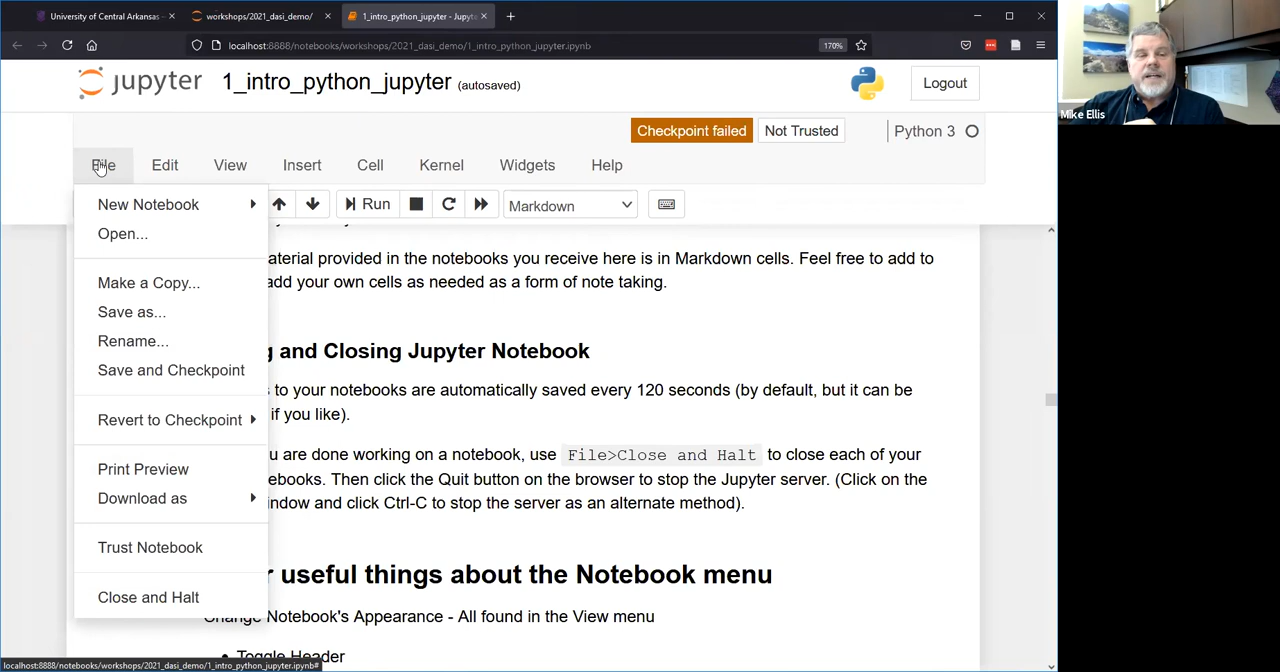 University of Central Arkansas –
workshops/2021_dasi_demo/
1_intro_python_jupyter - Jupyte
localhost:8888/notebooks/workshops/2021_dasi_demo/1_intro_python_jupyter.ipynb
170%
jupyter 1_intro_python_jupyter (autosaved)
Logout
Mike Ellis
Checkpoint failed
Not Trusted
Python 3
File Edit View Insert Cell Kernel Widgets Help
Run
Markdown
New Notebook
Open...
Make a Copy...
Save as...
Rename...
Save and Checkpoint
Revert to Checkpoint
Print Preview
Download as
Trust Notebook
Close and Halt
aterial provided in the notebooks you receive here is in Markdown cells. Feel free to add to
add your own cells as needed as a form of note taking.
g and Closing Jupyter Notebook
s to your notebooks are automatically saved every 120 seconds (by default, but it can be
if you like).
u are done working on a notebook, use File>Close and Halt to close each of your
ebooks. Then click the Quit button on the browser to stop the Jupyter server. (Click on the
indow and click Ctrl-C to stop the server as an alternate method).
r useful things about the Notebook menu
Change Notebook's Appearance - All found in the View menu
Toggle Header
localhost:8888/notebooks/workshops/2021_dasi_demo/1_intro_python_jupyter.ipynb#